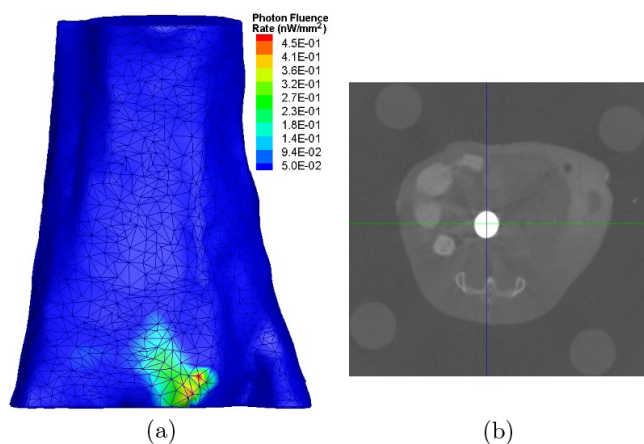 Photon Fluence
Rate (nW/mm²)
4.5E-01
4.1E-01
3.6E-01
3.2E-01
2.7E-01
2.3E-01
1.8E-01
1.4E-01
9.4E-02
5.0E-02
(a)
(b)